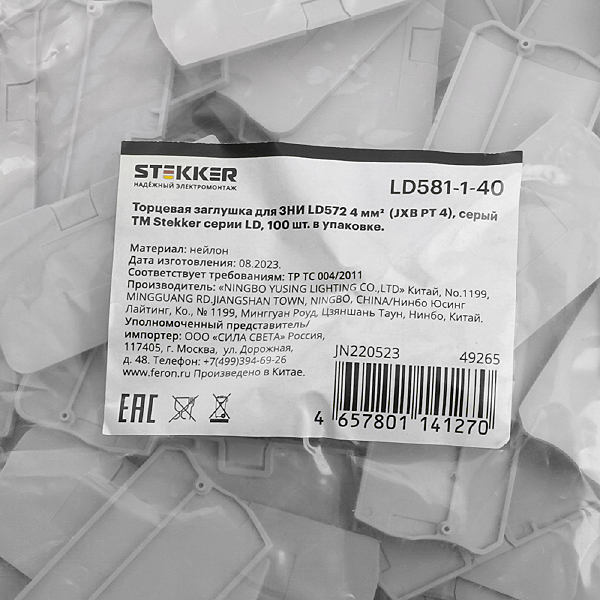 STEKKER
НАДЁЖНЫЙ ЭЛЕКТРОМОНТАЖ
LD581-1-40
Торцевая заглушка для ЗНИ LD572 4 мм² (JXB PT 4), серый
TM Stekker серии LD, 100 шт. в упаковке.
Материал: нейлон
Дата изготовления: 08.2023.
Соответствует требованиям: ТР ТС 004/2011
Производитель: «NINGBO YUSING LIGHTING CO.,LTD» Китай, No.1199,
MINGGUANG RD.JIANGSHAN TOWN, NINGBO, CHINA/Нинбо Юсинг
Лайтинг, Ко., № 1199, Мингуан Роуд, Цзяншань Таун, Нинбо, Китай.
Уполномоченный представитель/
импортер: ООО «СИЛА СВЕТА» Россия,
117405, г. Москва, ул. Дорожная,
д. 48. Телефон: +7(499)394-69-26
www.feron.ru Произведено в Китае.
JN220523 49265
EAC
4 657801 141270